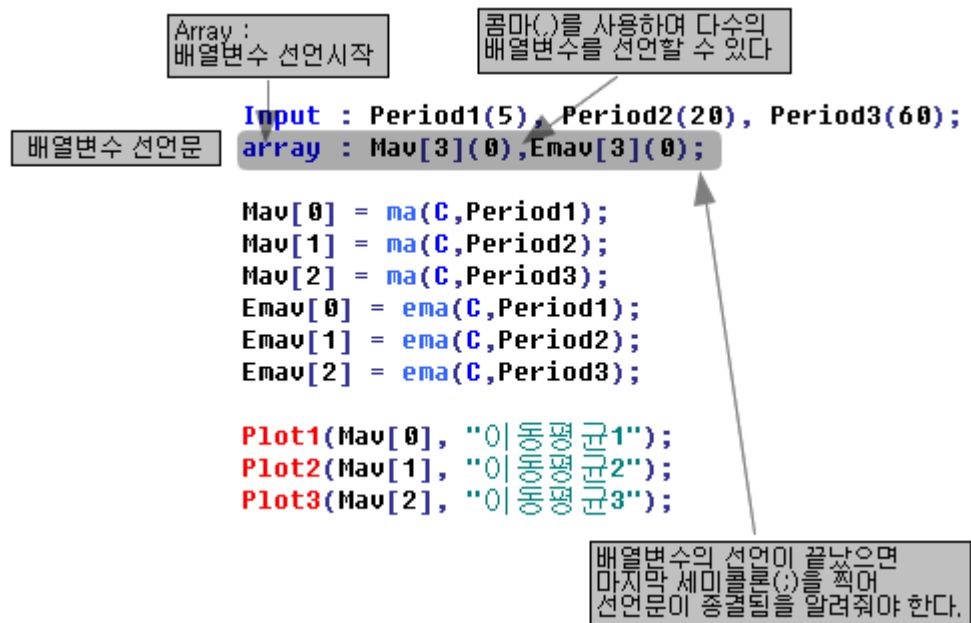 Array :
배열변수 선언시작
콤마(,)를 사용하며 다수의
배열변수를 선언할 수 있다
Input : Period1(5), Period2(20), Period3(60);
배열변수 선언문
array : Mav[3](0),Emav[3](0);
Mav[0] = ma(C,Period1);
Mav[1] = ma(C,Period2);
Mav[2] = ma(C,Period3);
Emav[0] = ema(C,Period1);
Emav[1] = ema(C,Period2);
Emav[2] = ema(C,Period3);
Plot1(Mav[0], "이동평균1");
Plot2(Mav[1], "이동평균2");
Plot3(Mav[2], "이동평균3");
배열변수의 선언이 끝났으면
마지막 세미콜론(;)을 찍어
선언문이 종결됨을 알려줘야 한다.